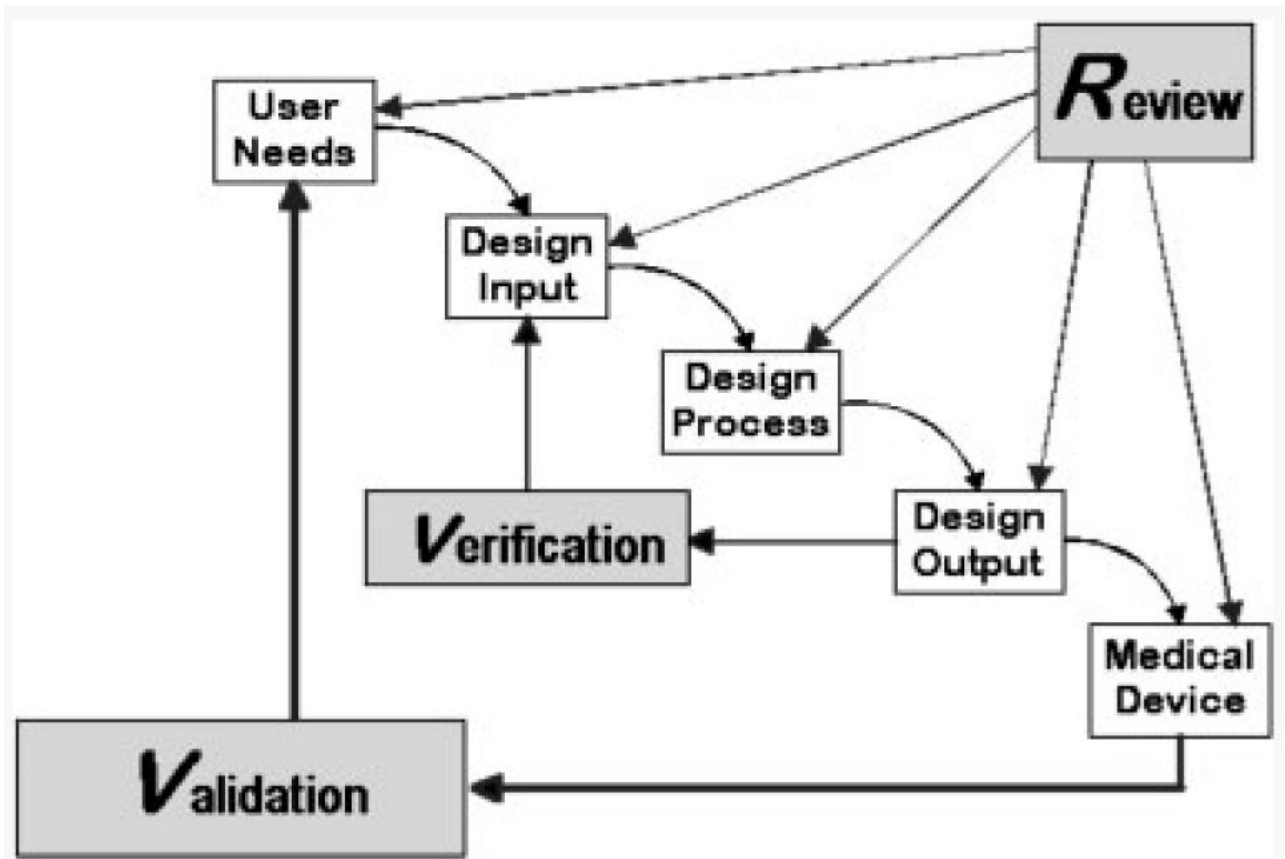 User
Needs
Review
Design
Input
Design
Process
Verification
Design
Output
Medical
Device
Validation